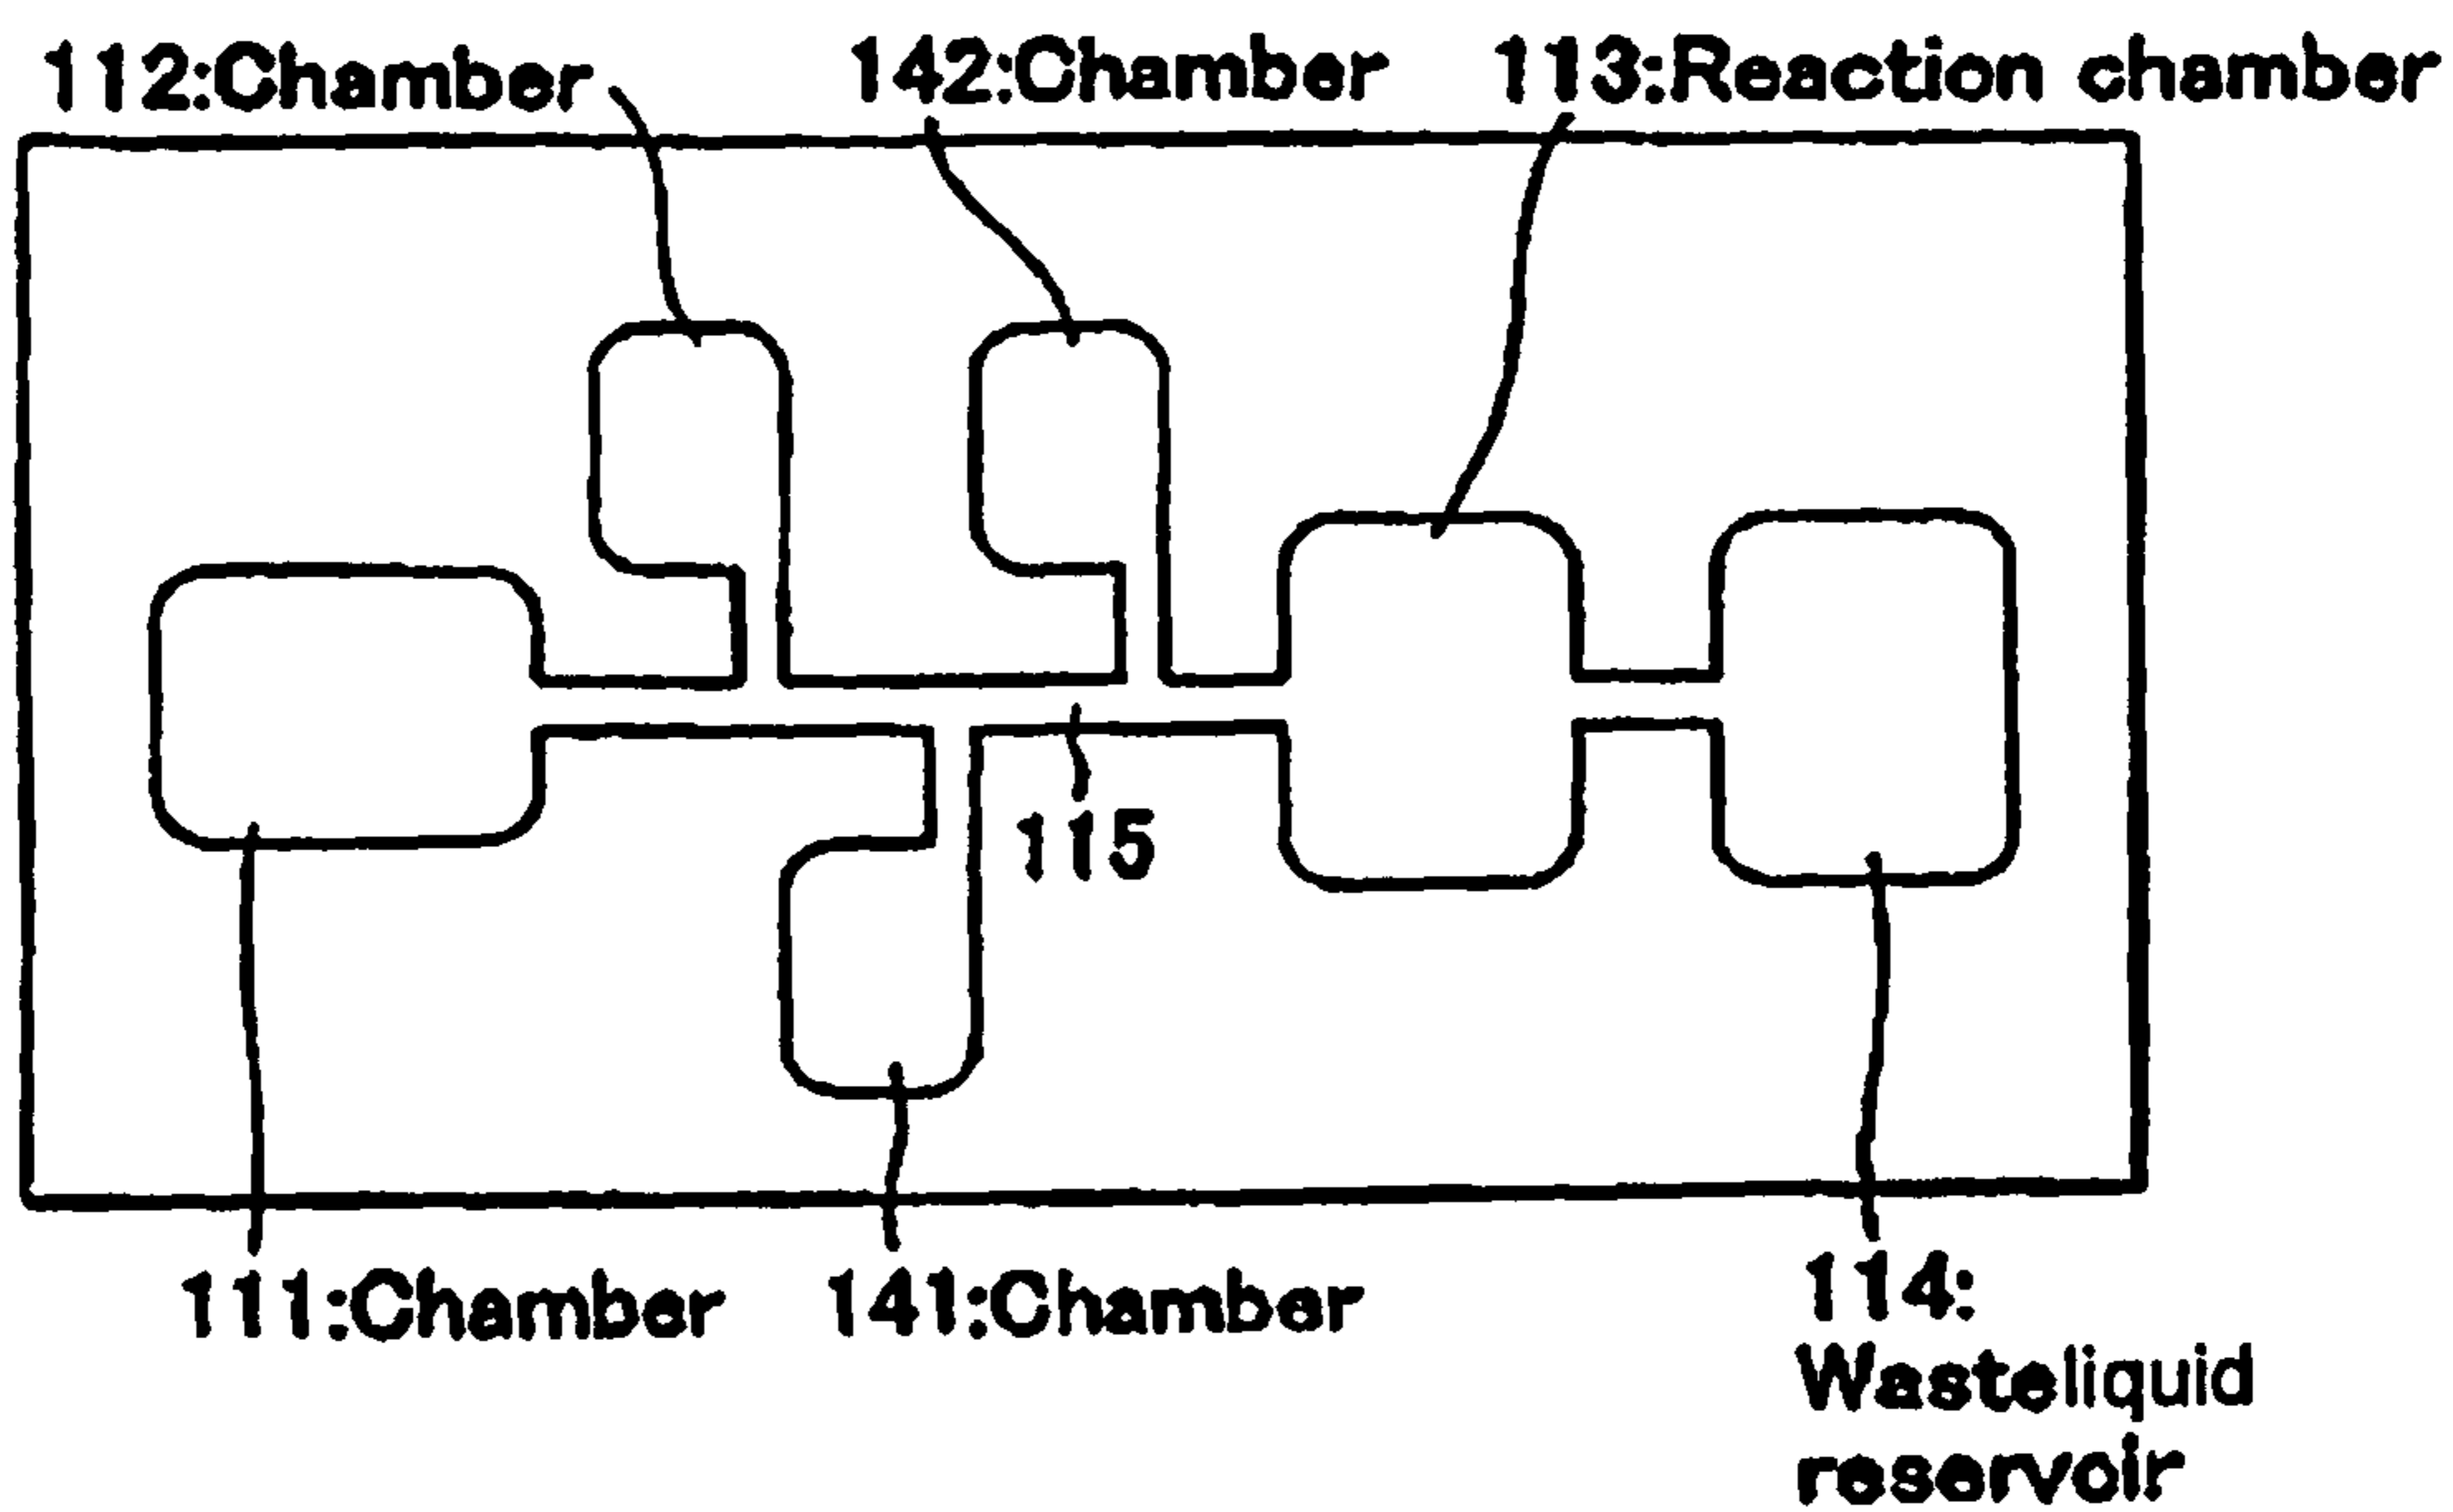 112:Chamber
142:Chamber
113:Reaction chamber
115
111:Chamber
141:Chamber
114:
Wasteliquid
reservoir